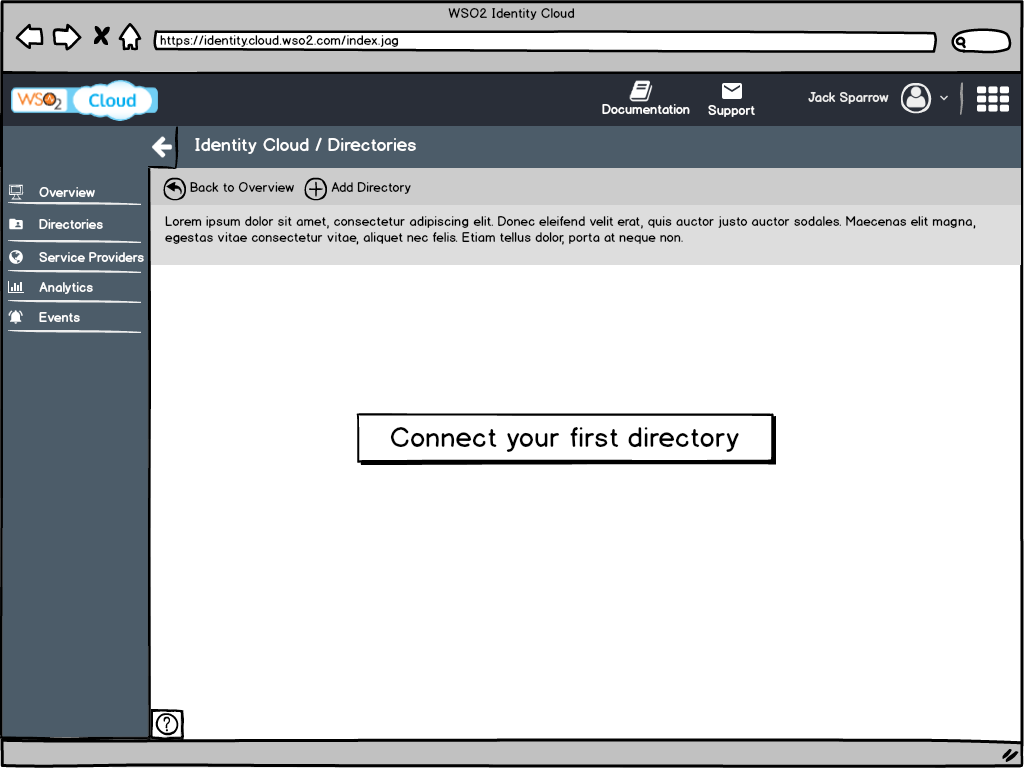 WSO2 Identity Cloud
https://identity.cloud.wso2.com/index.jag
WSO2 Cloud
Documentation
Support
Jack Sparrow
Identity Cloud / Directories
Overview
Directories
Service Providers
Analytics
Events
Back to Overview
Add Directory
Lorem ipsum dolor sit amet, consectetur adipiscing elit. Donec eleifend velit erat, quis auctor justo auctor sodales. Maecenas elit magna,
egestas vitae consectetur vitae, aliquet nec felis. Etiam tellus dolor, porta at neque non.
Connect your first directory
?